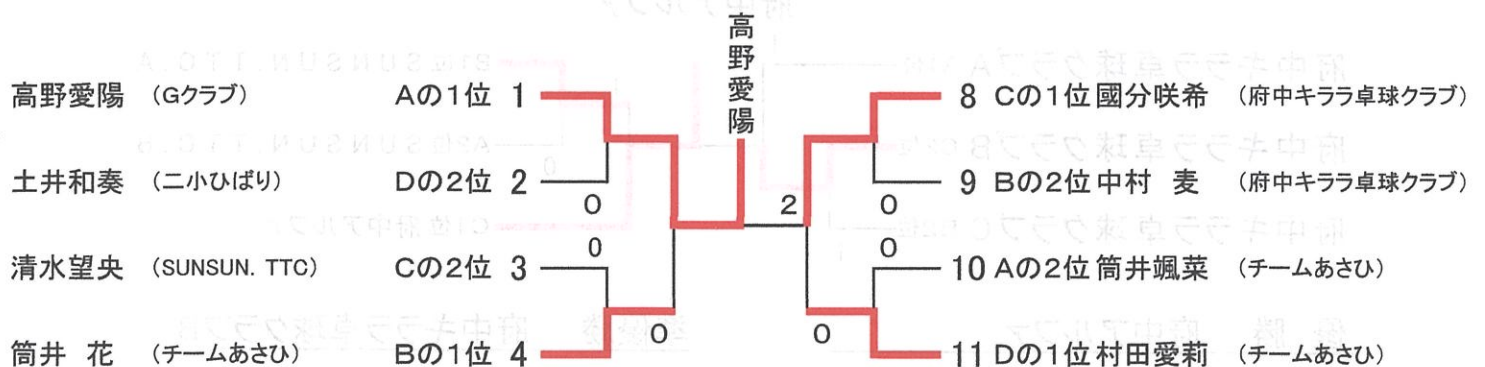 高野愛陽
高野愛陽 (Gクラブ) Aの1位 1
土井和奏 (二小ひばり) Dの2位 2
0
0
清水望央 (SUNSUN. TTC) Cの2位 3
0
筒井 花 (チームあさひ) Bの1位 4
8 Cの1位 國分咲希 (府中キララ卓球クラブ)
9 Bの2位 中村 麦 (府中キララ卓球クラブ)
2
0
0
10 Aの2位 筒井颯菜 (チームあさひ)
0
11 Dの1位 村田愛莉 (チームあさひ)